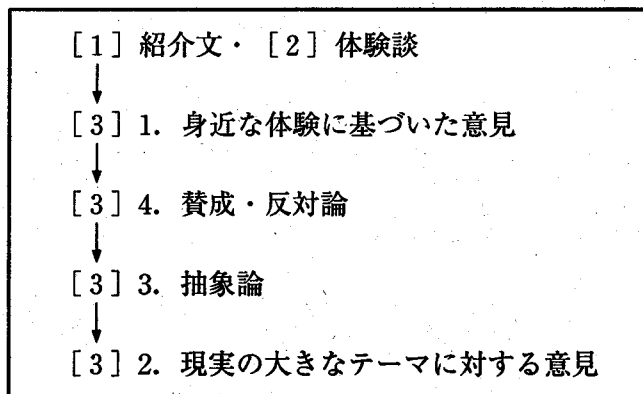 [1] 紹介文・ [2] 体験談
[3] 1. 身近な体験に基づいた意見
[3] 4. 賛成・反対論
[3] 3. 抽象論
[3] 2. 現実の大きなテーマに対する意見